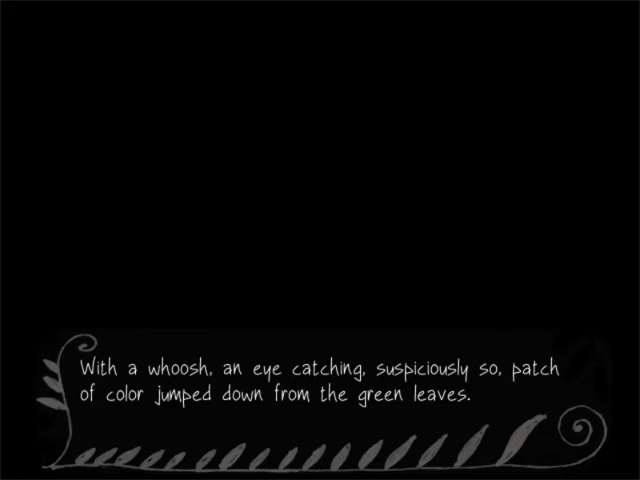 With a whoosh, an eye catching, suspiciously so, patch
of color jumped down from the green leaves.